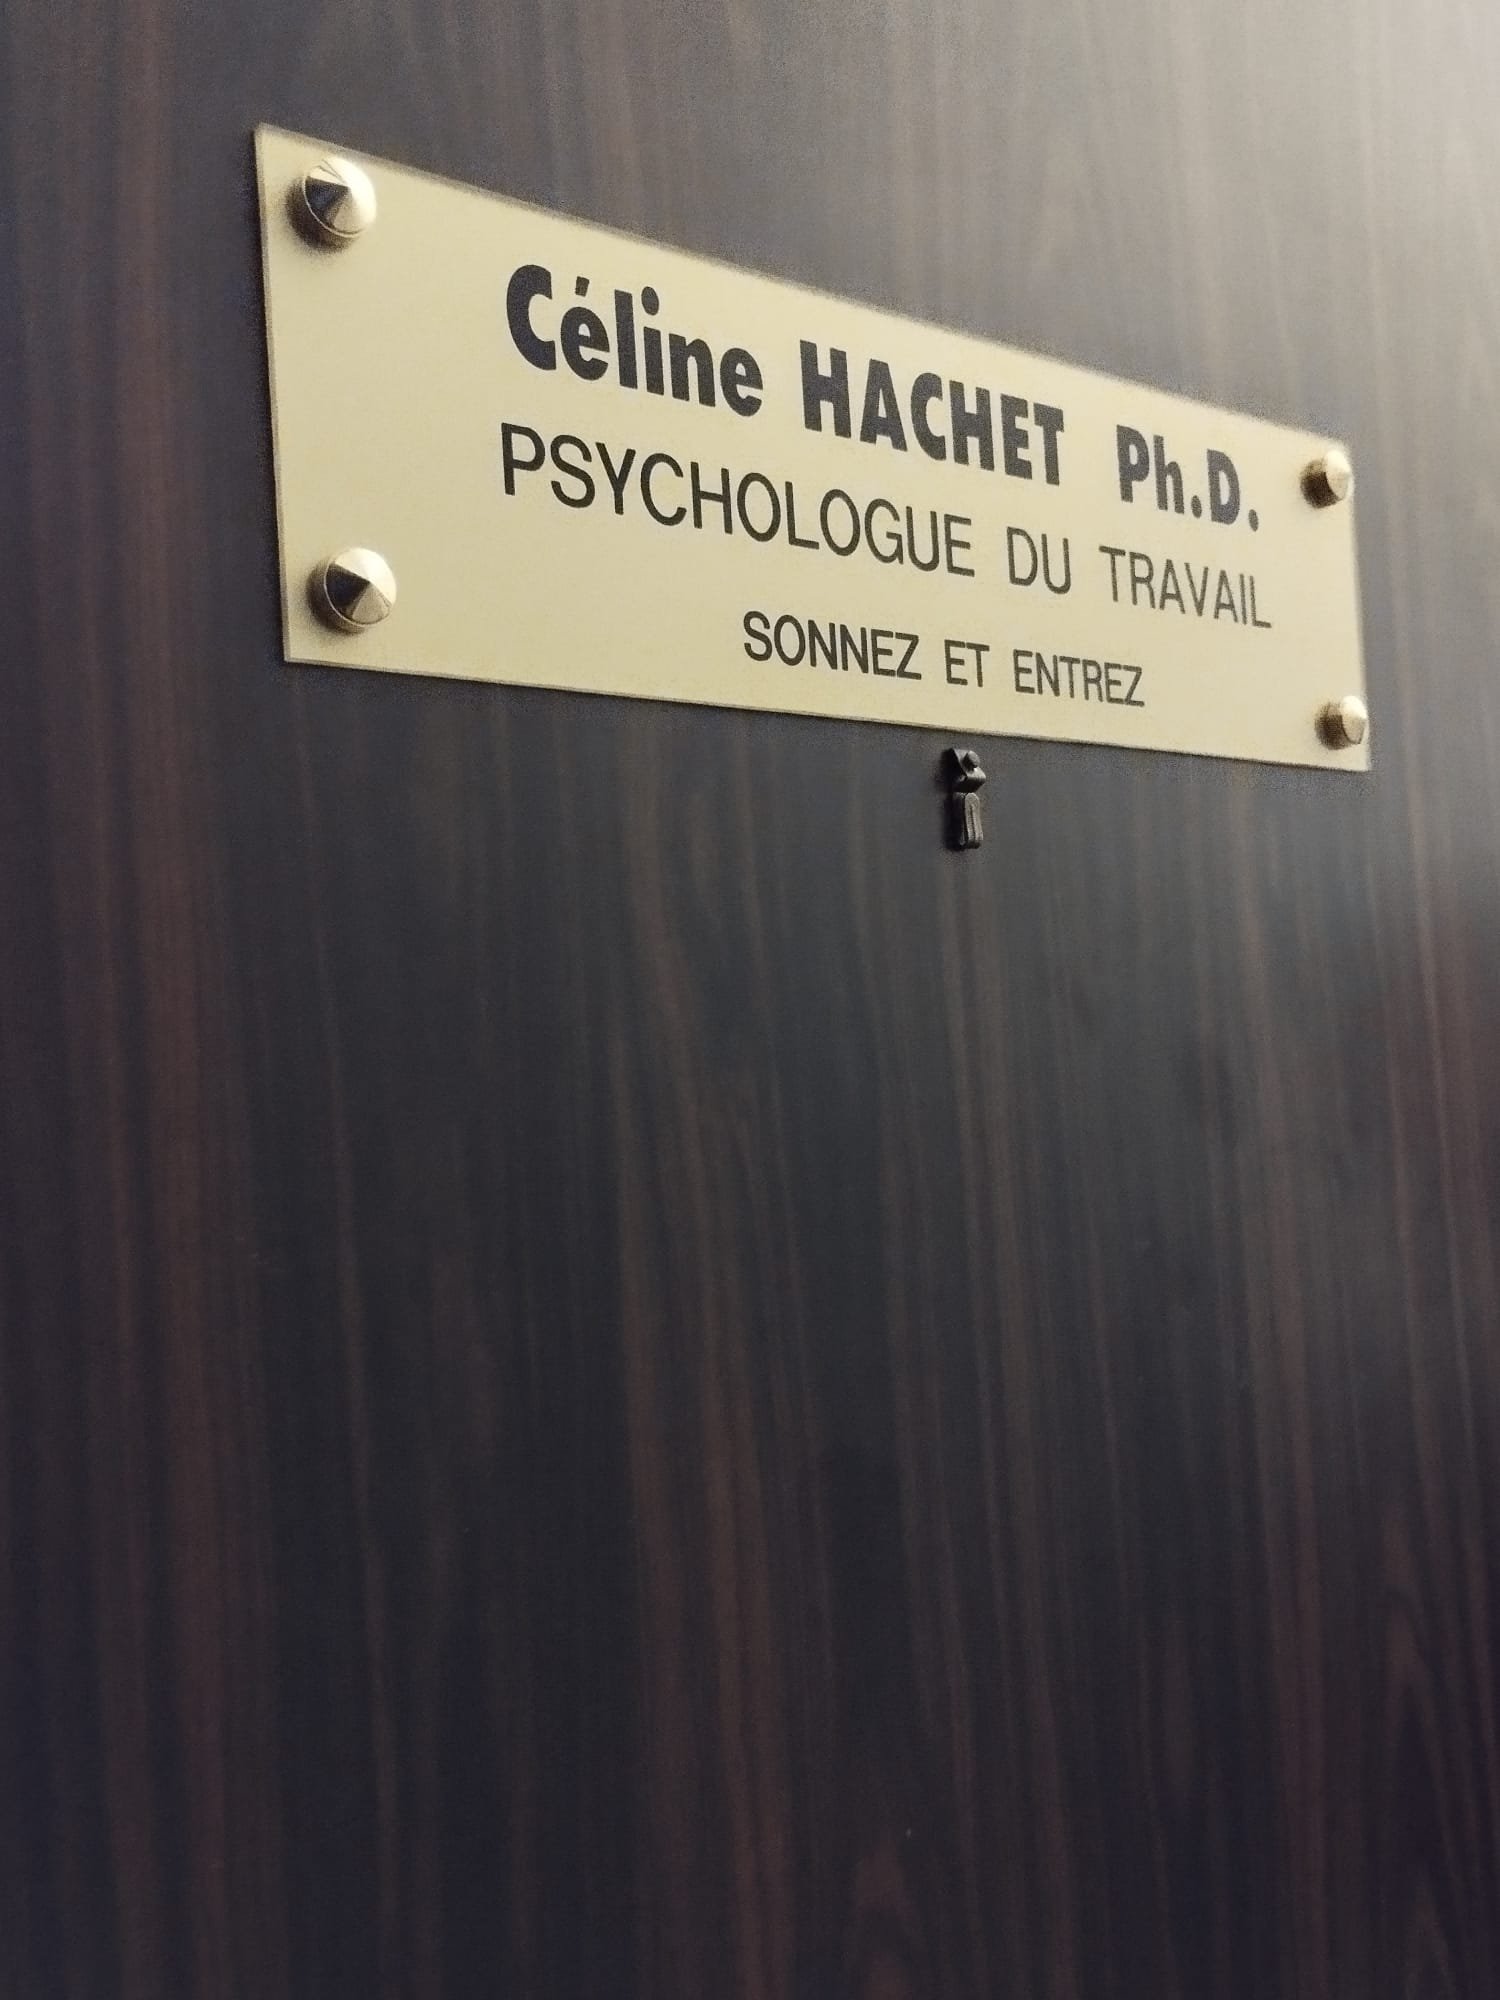 Céline HACHET Ph.D.
PSYCHOLOGUE DU TRAVAIL
SONNEZ ET ENTREZ